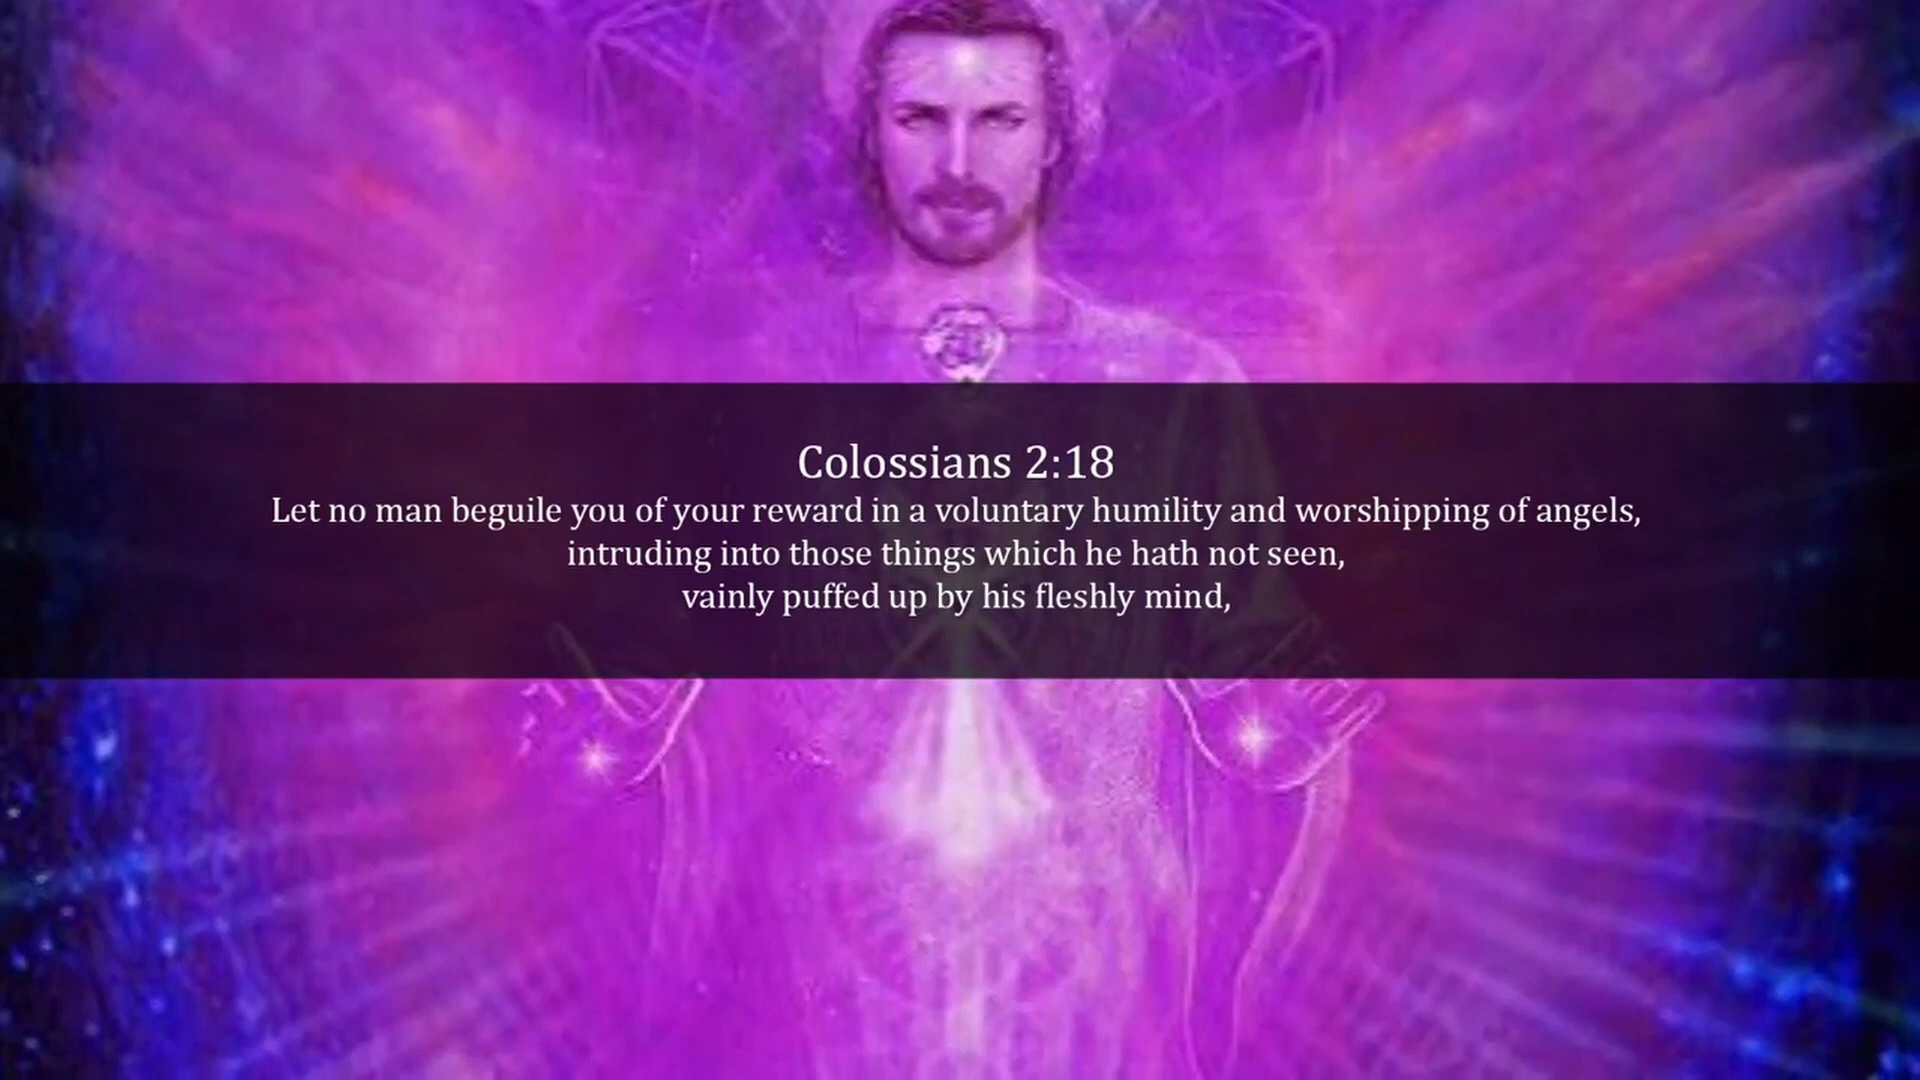 Colossians 2:18
Let no man beguile you of your reward in a voluntary humility and worshipping of angels,
intruding into those things which he hath not seen,
vainly puffed up by his fleshly mind,